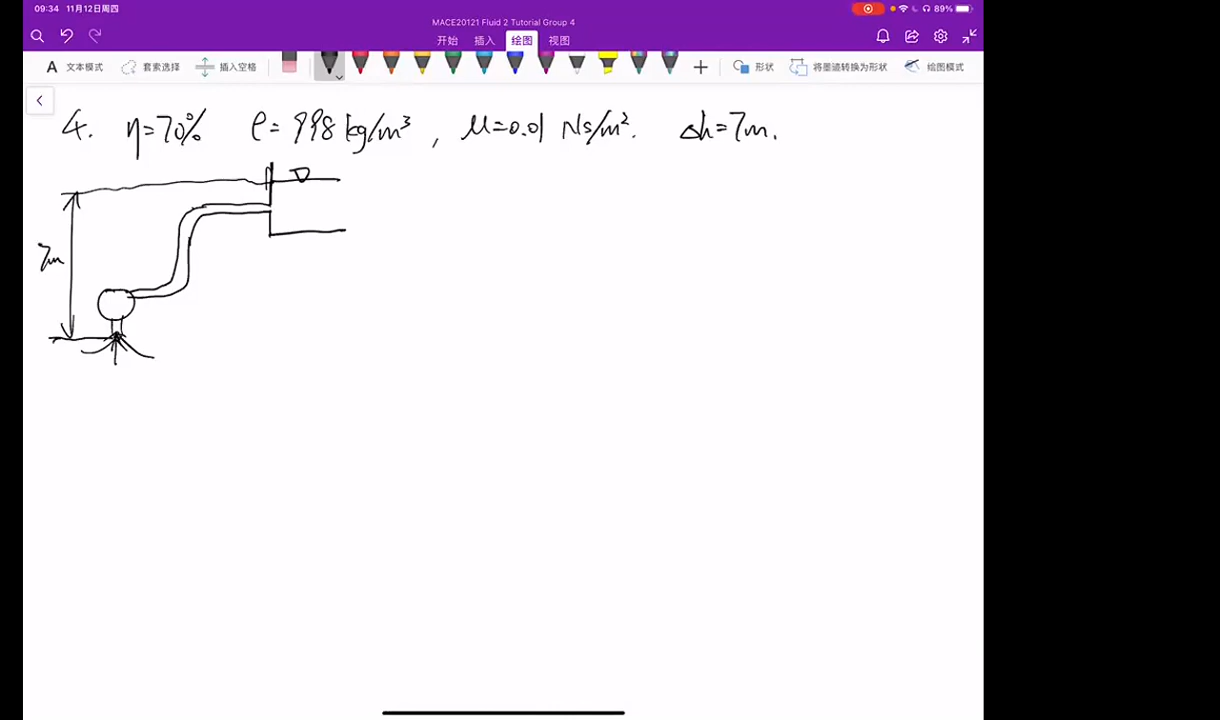 09:34 11月12日周四
89%
MACE20121 Fluid 2 Tutorial Group 4
开始 插入 绘图 视图
A 文本模式 套索选择 插入空格 形状 将墨迹转换为形状 绘图模式
4. η=70% ρ=998 kg/m³, μ=0.01 Ns/m². Δh=7m.
7m